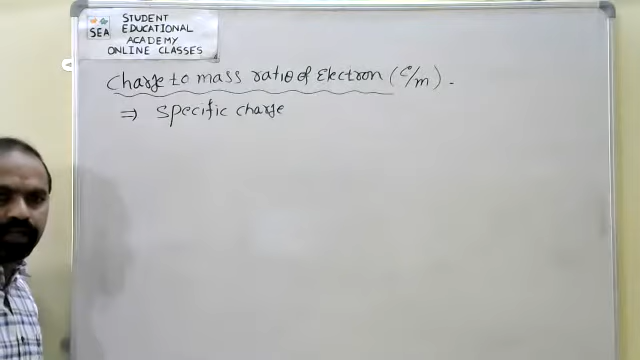 SEA
STUDENT
EDUCATIONAL
ACADEMY
ONLINE CLASSES
Charge to mass ratio of Electron (e/m).
⇒ Specific charge